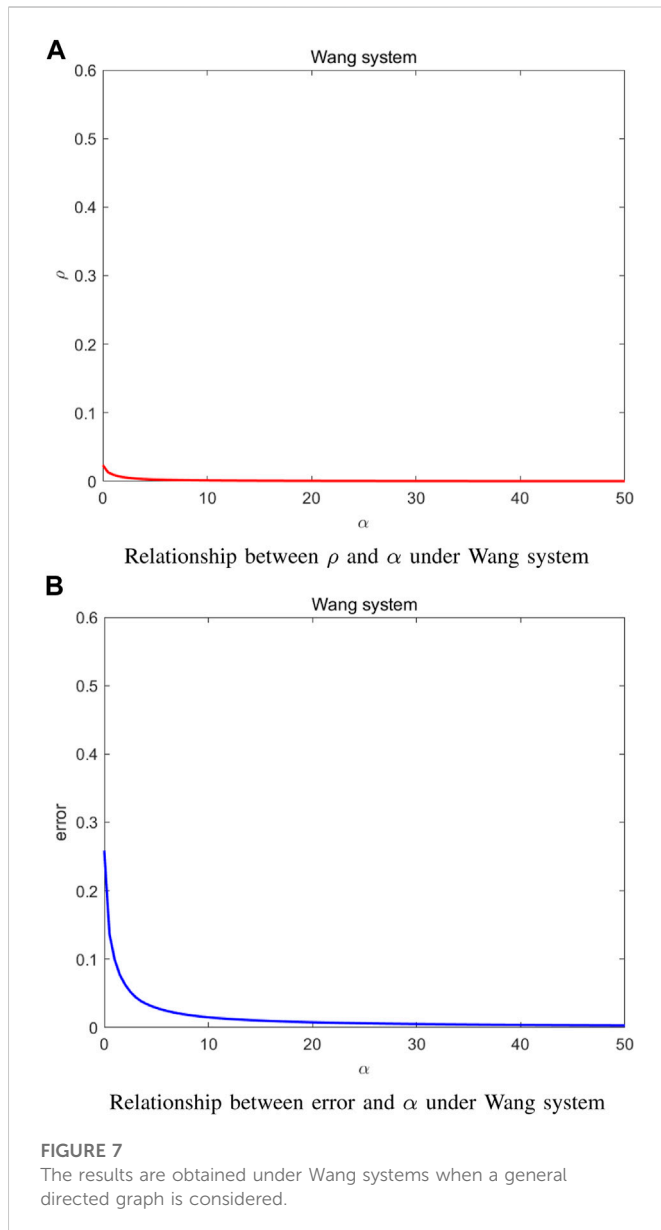 A
Wang system
0.6
0.5
0.4
0.3
0.2
0.1
0
ρ
0 10 20 30 40 50
α
Relationship between ρ and α under Wang system
B
Wang system
0.6
0.5
0.4
0.3
0.2
0.1
0
error
0 10 20 30 40 50
α
Relationship between error and α under Wang system
FIGURE 7
The results are obtained under Wang systems when a general
directed graph is considered.